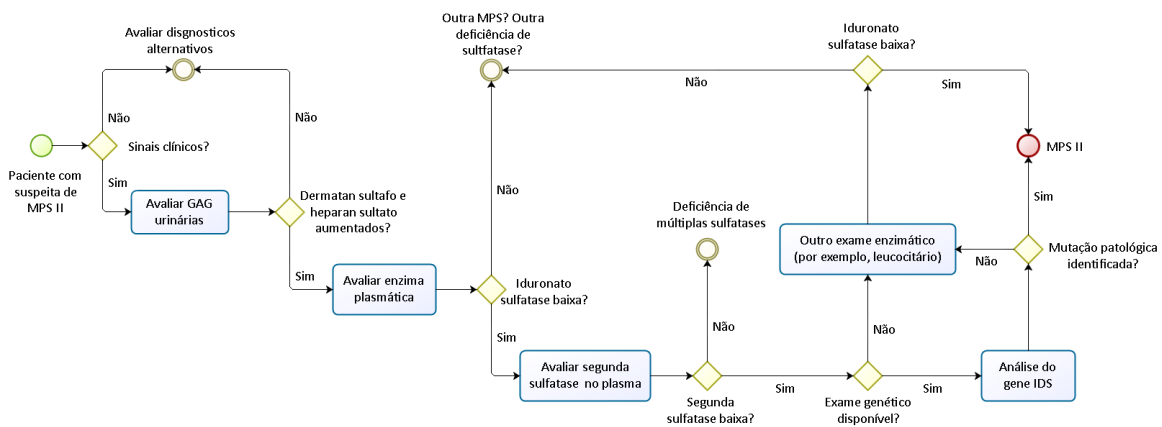 Avaliar disgnosticos
alternativos
Outra MPS? Outra
deficiência de
sultfatase?
Iduronato
sulfatase baixa?
Não
Sim
Não
Não
Sinais clínicos?
MPS II
Paciente com
suspeita de
MPS II
Sim
Avaliar GAG
urinárias
Dermatan sultafo e
heparan sultato
aumentados?
Não
Deficiência de
múltiplas sulfatases
Sim
Outro exame enzimático
(por exemplo, leucocitário)
Não
Mutação patológica
identificada?
Sim
Avaliar enzima
plasmática
Iduronato
sulfatase baixa?
Sim
Não
Não
Avaliar segunda
sulfatase no plasma
Sim
Sim
Análise do
gene IDS
Segunda
sulfatase baixa?
Exame genético
disponível?